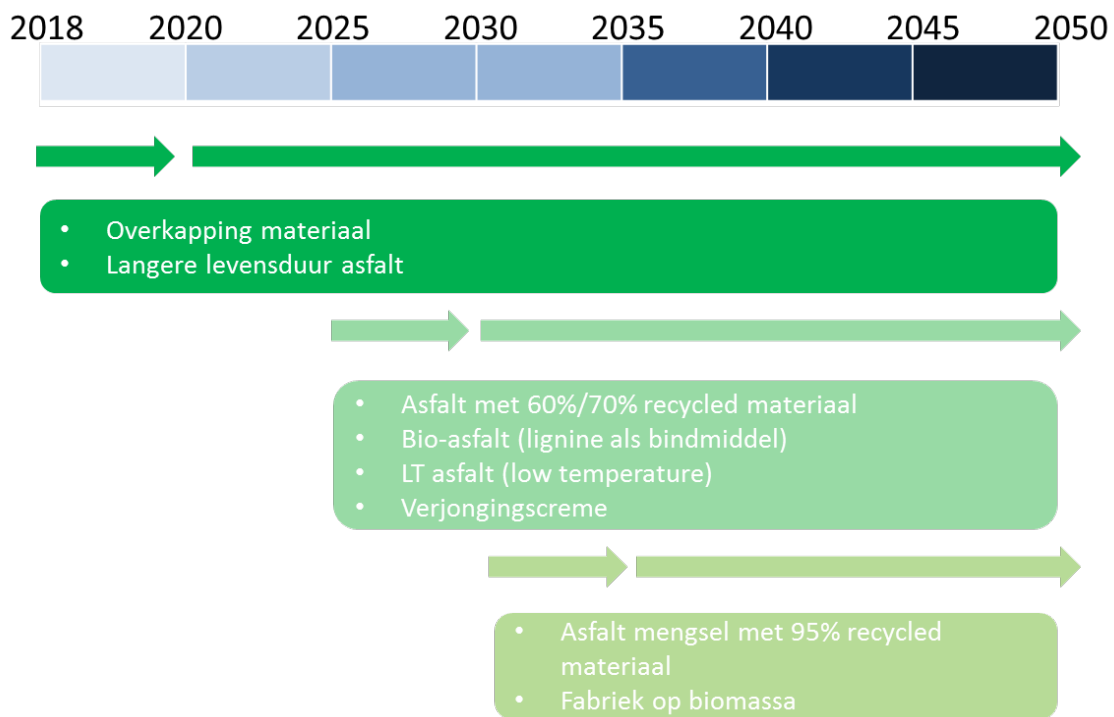 2018 2020 2025 2030 2035 2040 2045 2050
• Overkapping materiaal
• Langere levensduur asfalt
• Asfalt met 60%/70% recycled materiaal
• Bio-asfalt (lignine als bindmiddel)
• LT asfalt (low temperature)
• Verjongingscreme
• Asfalt mengsel met 95% recycled
materiaal
• Fabriek op biomassa